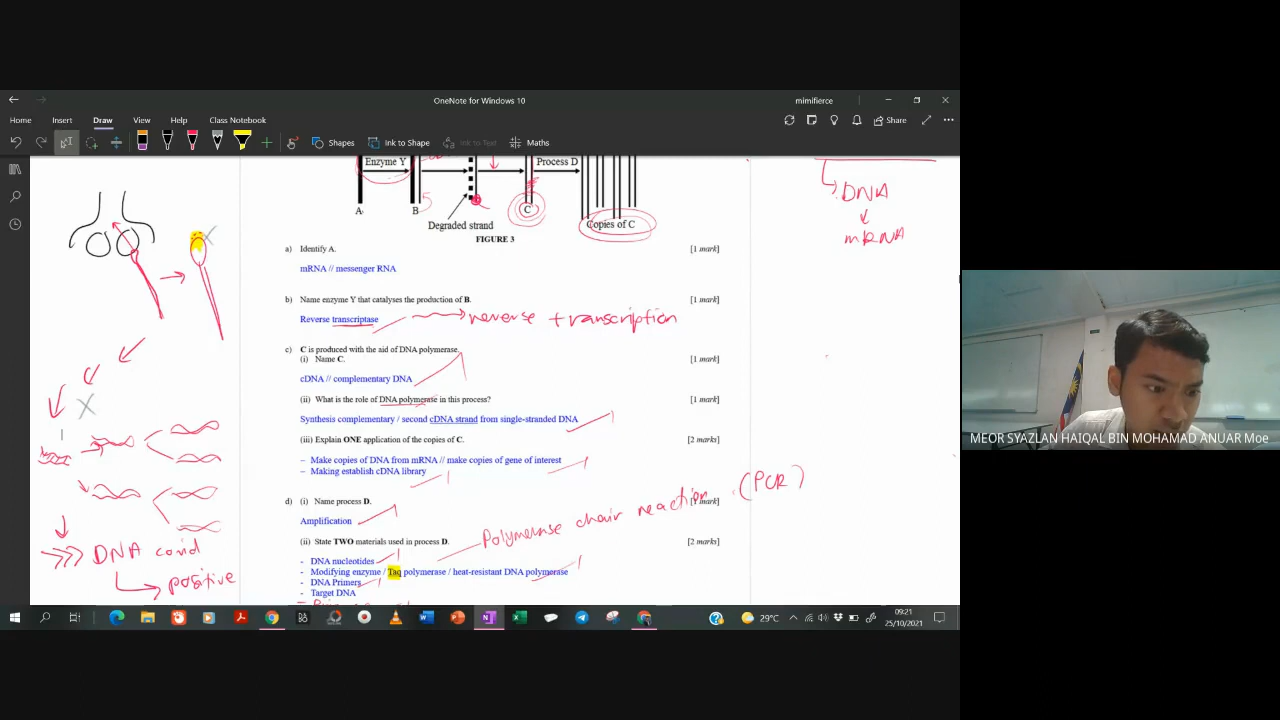 OneNote for Windows 10
mimifierce
Home Insert Draw View Help Class Notebook
Share
Shapes Ink to Shape Ink to Text Maths
Enzyme Y
Process D
A
B
5
C
Degraded strand
Copies of C
FIGURE 3
DNA
mRNA
a) Identify A. [1 mark]
mRNA // messenger RNA
b) Name enzyme Y that catalyses the production of B. [1 mark]
Reverse transcriptase
reverse + transcription
c) C is produced with the aid of DNA polymerase.
(i) Name C. [1 mark]
cDNA // complementary DNA
(ii) What is the role of DNA polymerase in this process? [1 mark]
Synthesis complementary / second cDNA strand from single-stranded DNA
(iii) Explain ONE application of the copies of C. [2 marks]
– Make copies of DNA from mRNA // make copies of gene of interest
– Making establish cDNA library
d) (i) Name process D. [1 mark]
Amplification
Polymerase chair reaction (PCR)
(ii) State TWO materials used in process D. [2 marks]
- DNA nucleotides
- Modifying enzyme / Taq polymerase / heat-resistant DNA polymerase
- DNA Primers
- Target DNA
DNA covid
positive
MEOR SYAZLAN HAIQAL BIN MOHAMAD ANUAR Moe
29°C
09:21
25/10/2021